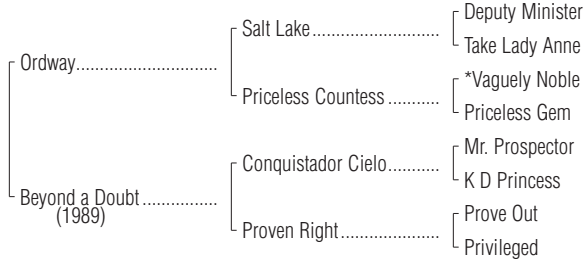 Deputy Minister
Salt Lake..............................
Take Lady Anne
Ordway.................................
*Vaguely Noble
Priceless Countess ............
Priceless Gem
Mr. Prospector
Conquistador Cielo............
K D Princess
Beyond a Doubt .................
(1989)
Prove Out
Proven Right .......................
Privileged